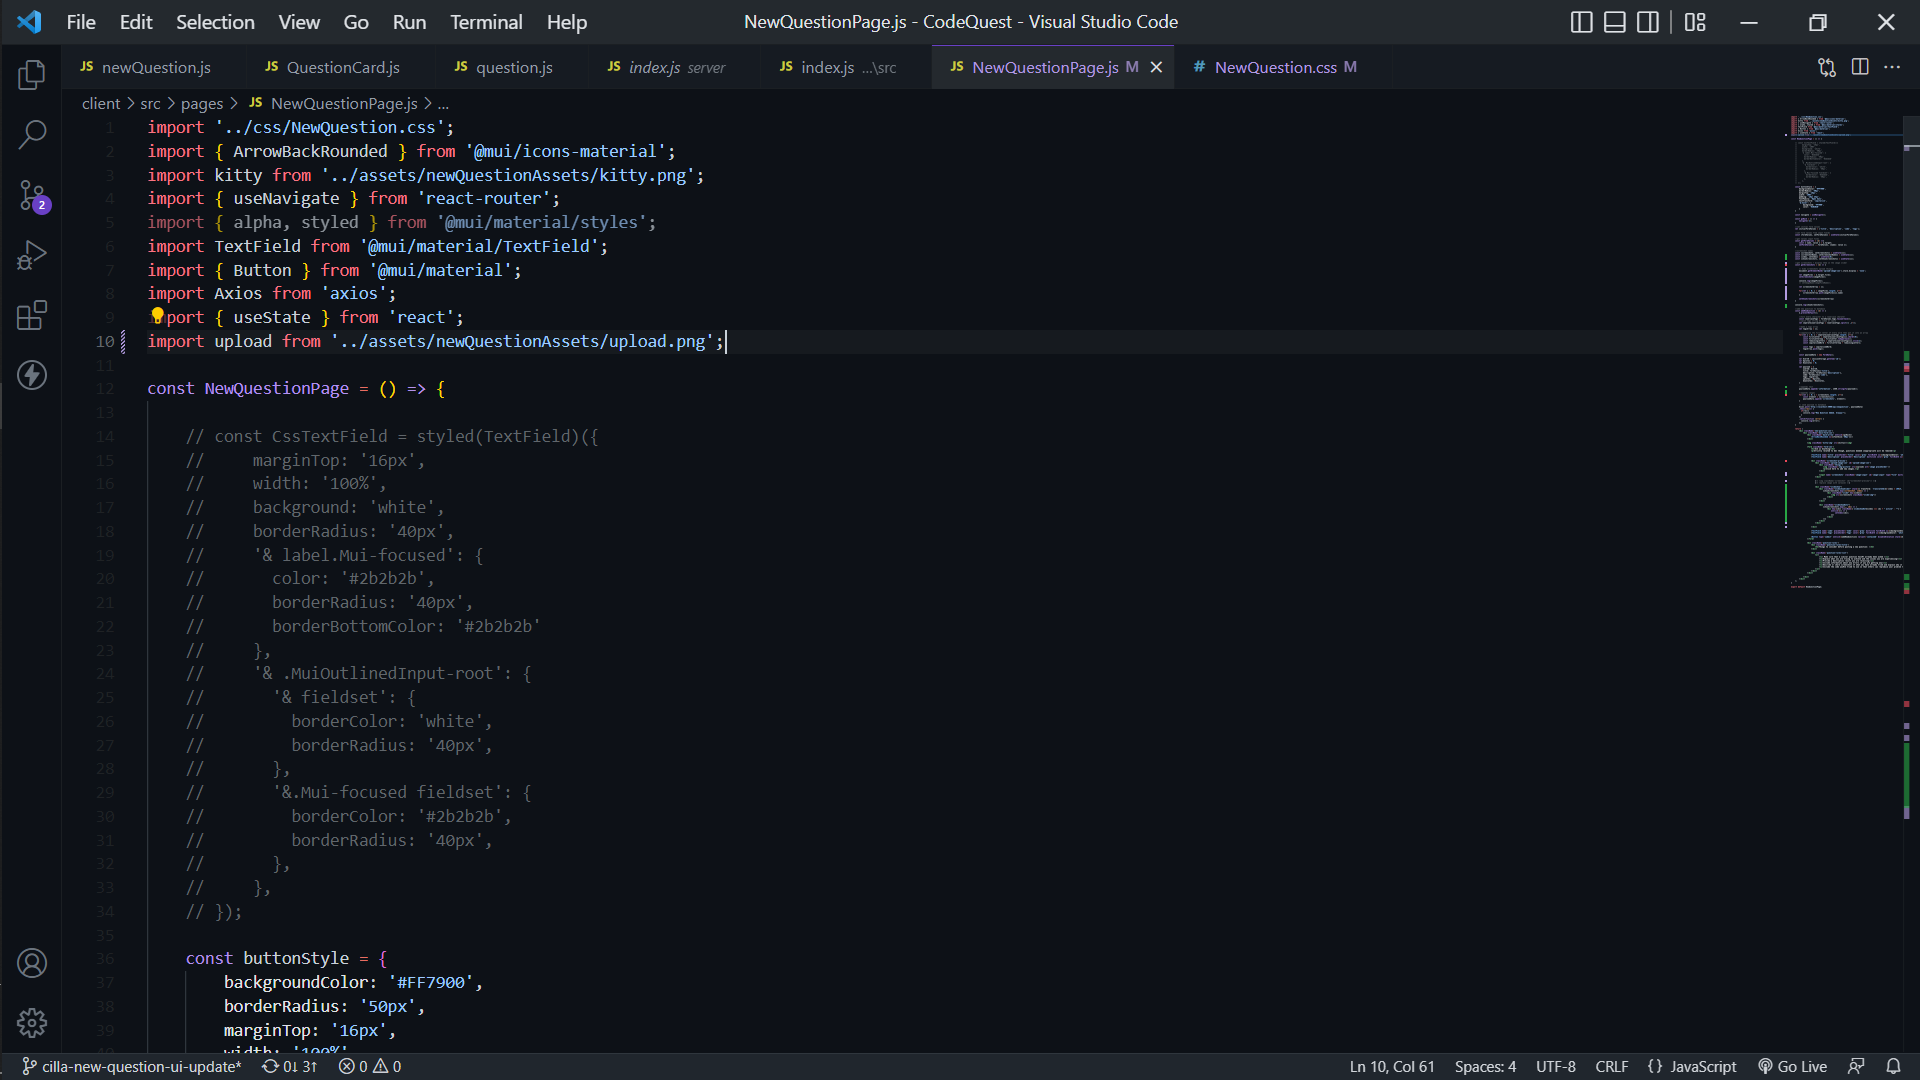 File Edit Selection View Go Run Terminal Help
NewQuestionPage.js - CodeQuest - Visual Studio Code
JS newQuestion.js JS QuestionCard.js JS question.js JS index.js server JS index.js ...\src JS NewQuestionPage.js M # NewQuestion.css M
client > src > pages > JS NewQuestionPage.js > ...
1 import '../css/NewQuestion.css';
2 import { ArrowBackRounded } from '@mui/icons-material';
3 import kitty from '../assets/newQuestionAssets/kitty.png';
4 import { useNavigate } from 'react-router';
5 import { alpha, styled } from '@mui/material/styles';
6 import TextField from '@mui/material/TextField';
7 import { Button } from '@mui/material';
8 import Axios from 'axios';
9 import { useState } from 'react';
10 import upload from '../assets/newQuestionAssets/upload.png';
11
12 const NewQuestionPage = () => {
13
14 // const CssTextField = styled(TextField)({
15 // marginTop: '16px',
16 // width: '100%',
17 // background: 'white',
18 // borderRadius: '40px',
19 // '& label.Mui-focused': {
20 // color: '#2b2b2b',
21 // borderRadius: '40px',
22 // borderBottomColor: '#2b2b2b'
23 // },
24 // '& .MuiOutlinedInput-root': {
25 // '& fieldset': {
26 // borderColor: 'white',
27 // borderRadius: '40px',
28 // },
29 // '&.Mui-focused fieldset': {
30 // borderColor: '#2b2b2b',
31 // borderRadius: '40px',
32 // },
33 // },
34 // });
35
36 const buttonStyle = {
37 backgroundColor: '#FF7900',
38 borderRadius: '50px',
39 marginTop: '16px',
40 width: '100%'
2
cilla-new-question-ui-update* 0↓ 3↑ 0 0 Ln 10, Col 61 Spaces: 4 UTF-8 CRLF {} JavaScript Go Live